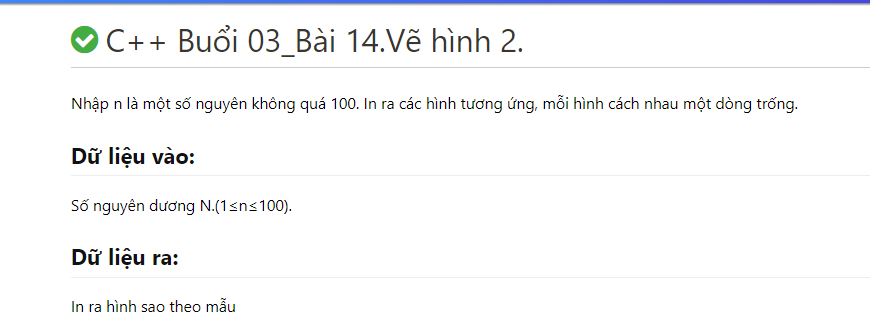 C++ Buổi 03_Bài 14.Vẽ hình 2.
Nhập n là một số nguyên không quá 100. In ra các hình tương ứng, mỗi hình cách nhau một dòng trống.
Dữ liệu vào:
Số nguyên dương N.(1≤n≤100).
Dữ liệu ra:
In ra hình sao theo mẫu